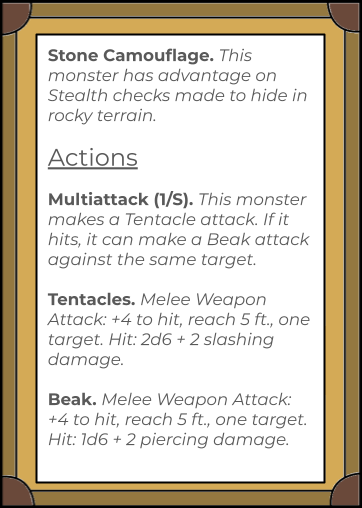 Stone Camouflage. This
monster has advantage on
Stealth checks made to hide in
rocky terrain.
Actions
Multiattack (1/S). This monster
makes a Tentacle attack. If it
hits, it can make a Beak attack
against the same target.
Tentacles. Melee Weapon
Attack: +4 to hit, reach 5 ft., one
target. Hit: 2d6 + 2 slashing
damage.
Beak. Melee Weapon Attack:
+4 to hit, reach 5 ft., one target.
Hit: 1d6 + 2 piercing damage.